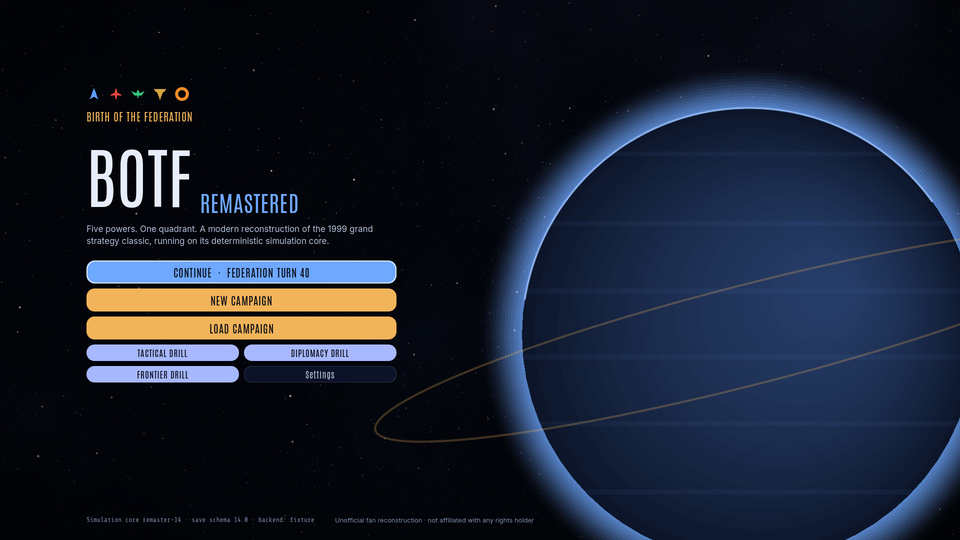 BIRTH OF THE FEDERATION
BOTF REMASTERED
Five powers. One quadrant. A modern reconstruction of the 1999 grand
strategy classic, running on its deterministic simulation core.
CONTINUE · FEDERATION TURN 40
NEW CAMPAIGN
LOAD CAMPAIGN
TACTICAL DRILL
DIPLOMACY DRILL
FRONTIER DRILL
Settings
Simulation core remaster-14 · save schema 14.0 · backend: fixture
Unofficial fan reconstruction · not affiliated with any rights holder